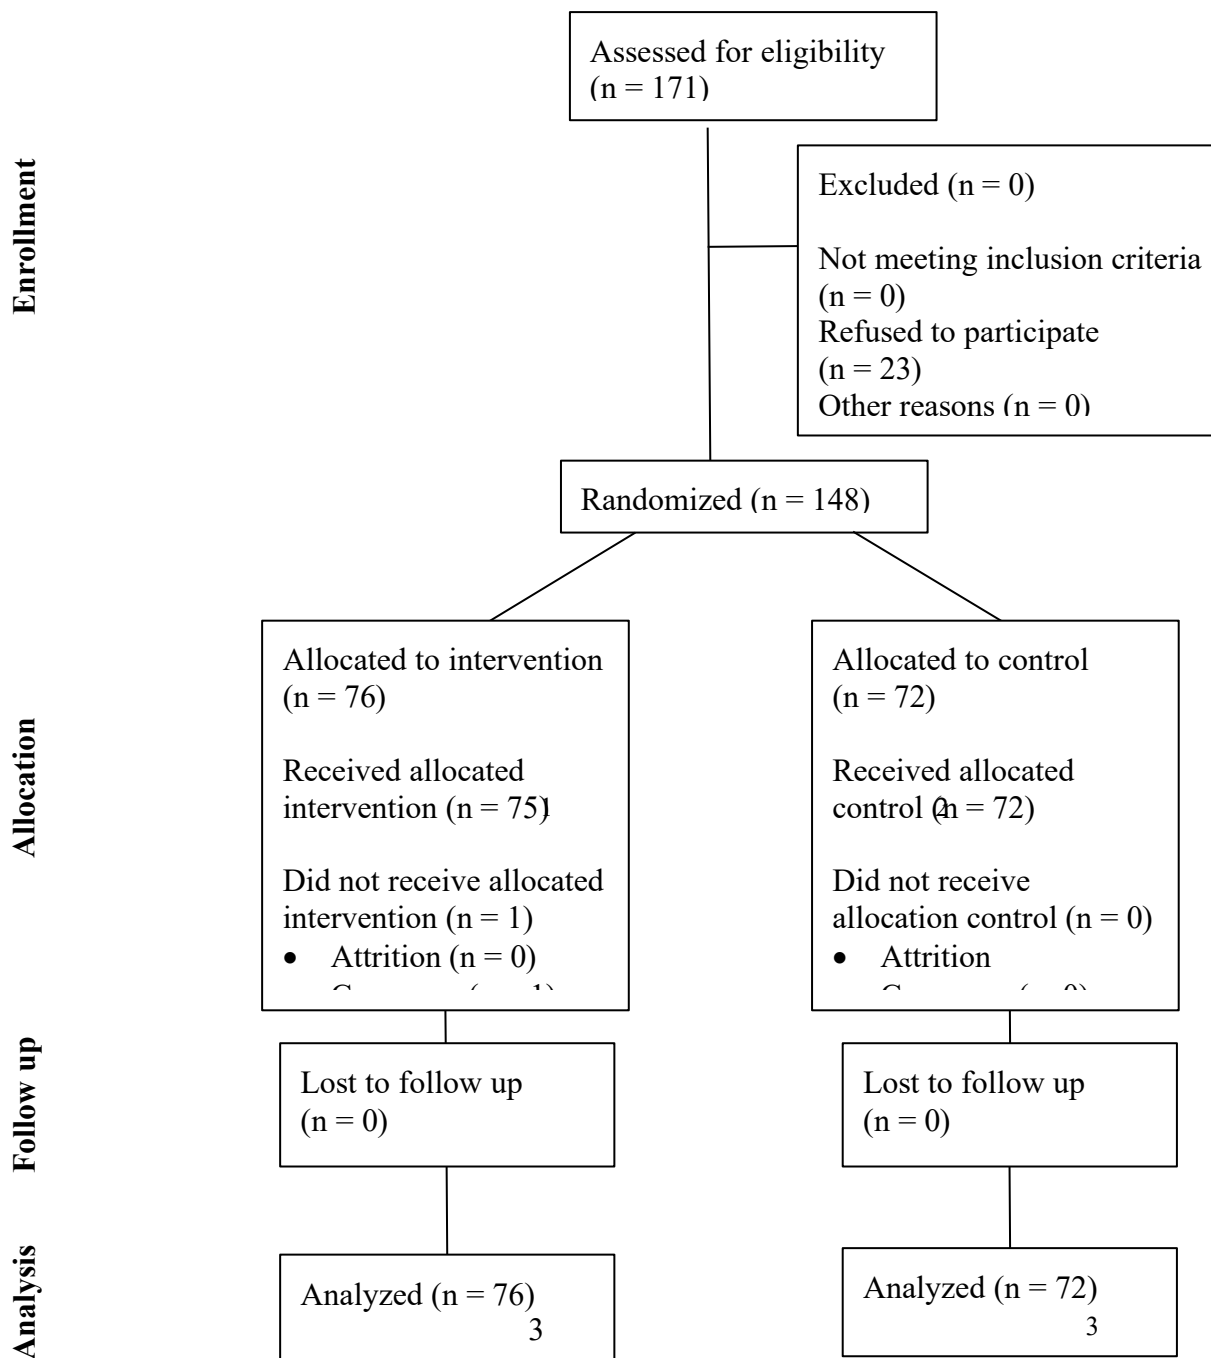 Assessed for eligibility
(n = 171)
Enrollment
Excluded (n = 0)
Not meeting inclusion criteria
(n = 0)
Refused to participate
(n = 23)
Other reasons (n = 0)
Randomized (n = 148)
Allocation
Allocated to intervention
(n = 76)
Received allocated
intervention (n = 75)1
Did not receive allocated
intervention (n = 1)
• Attrition (n = 0)
Allocated to control
(n = 72)
Received allocated
control (n = 72)
2
Did not receive
allocation control (n = 0)
• Attrition
Follow up
Lost to follow up
(n = 0)
Lost to follow up
(n = 0)
Analysis
Analyzed (n = 76)
3
Analyzed (n = 72)
3